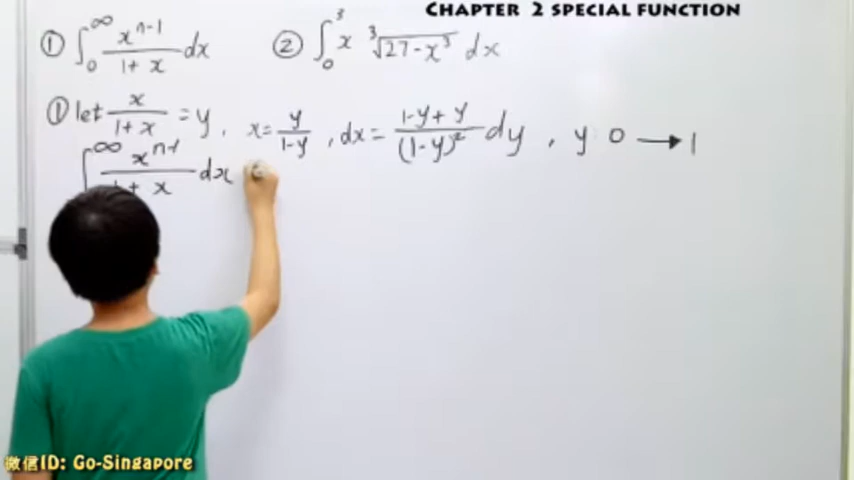 CHAPTER 2 SPECIAL FUNCTION
① ∫₀^∞ x^(n-1)/(1+x) dx ② ∫₀³ x ∛(27-x³) dx
① let x/(1+x) = y, x = y/(1-y), dx = (1-y+y)/(1-y)² dy, y 0 → 1
∫ ^∞ x^(n-1)/(1+x) dx
微信ID: Go-Singapore